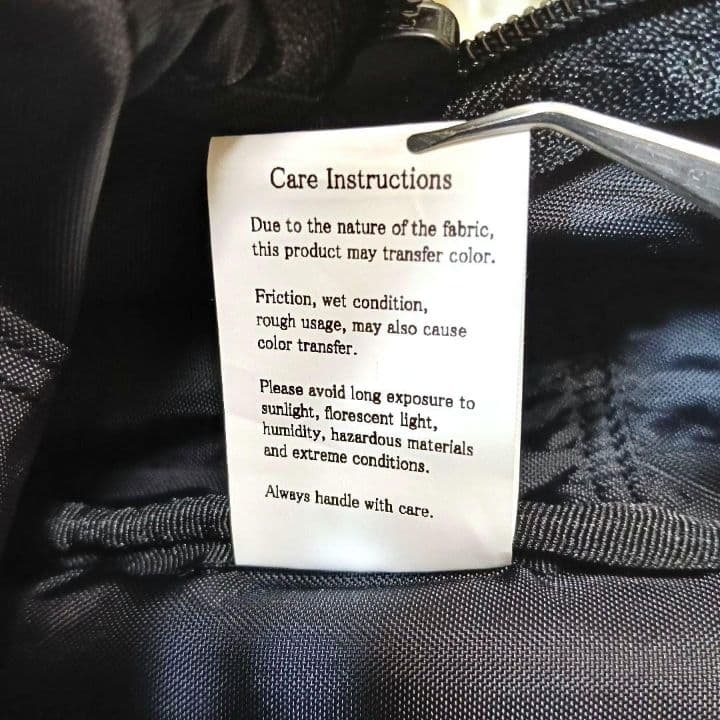 Care Instructions
Due to the nature of the fabric,
this product may transfer color.
Friction, wet condition,
rough usage, may also cause
color transfer.
Please avoid long exposure to
sunlight, florescent light,
humidity, hazardous materials
and extreme conditions.
Always handle with care.